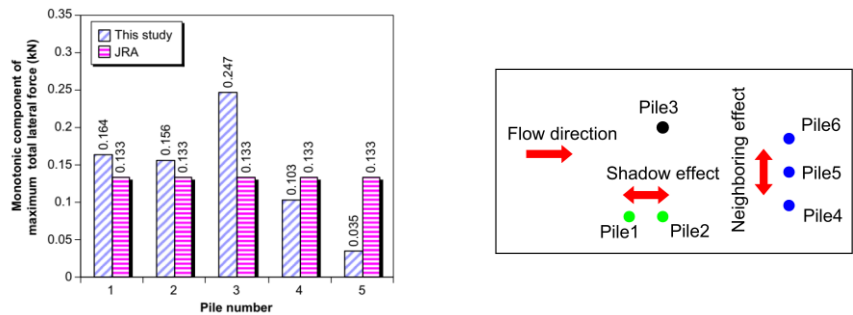 Monotonic component of
maximum total lateral force (kN)
0.35
0.3
0.25
0.2
0.15
0.1
0.05
0
This study
JRA
0.164
0.133
0.156
0.133
0.247
0.133
0.103
0.133
0.035
0.133
1
2
3
4
5
Pile number
Pile3
Flow direction
Shadow effect
Pile1
Pile2
Neighboring effect
Pile6
Pile5
Pile4